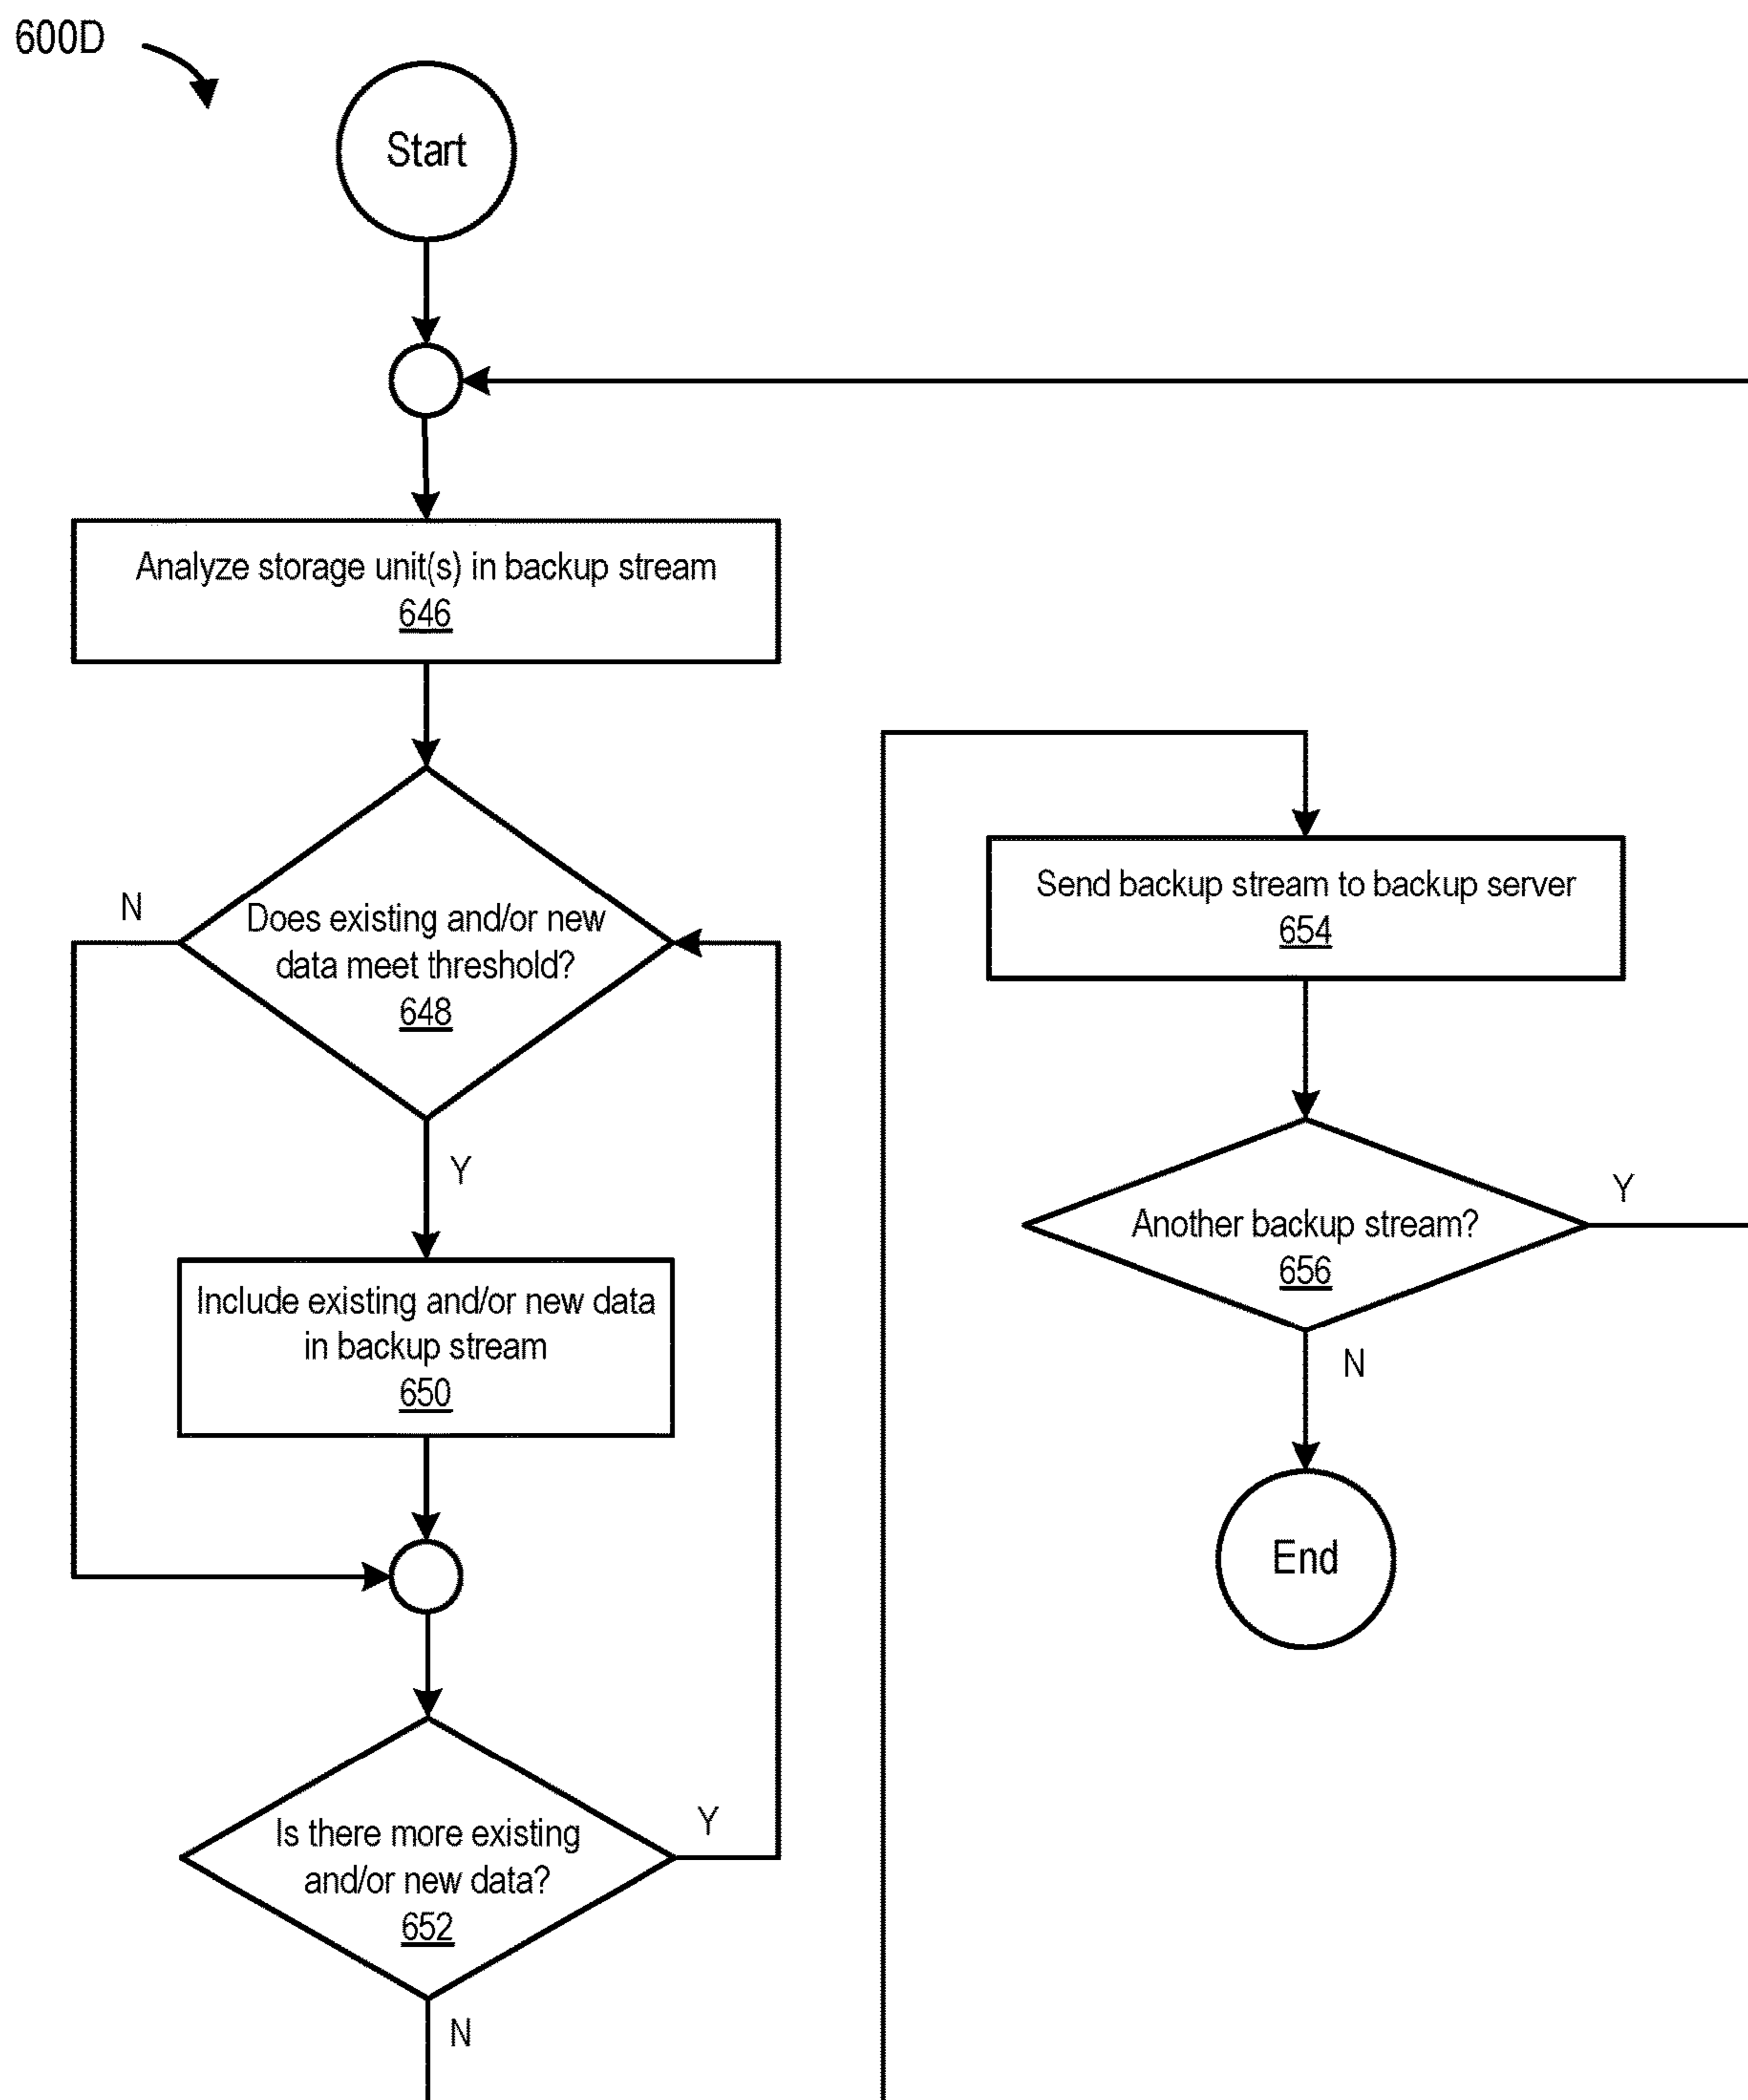 600D
Start
Analyze storage unit(s) in backup stream
646
N
Does existing and/or new
data meet threshold?
648
Y
Include existing and/or new data
in backup stream
650
Is there more existing
and/or new data?
652
Y
N
Send backup stream to backup server
654
Another backup stream?
656
Y
N
End